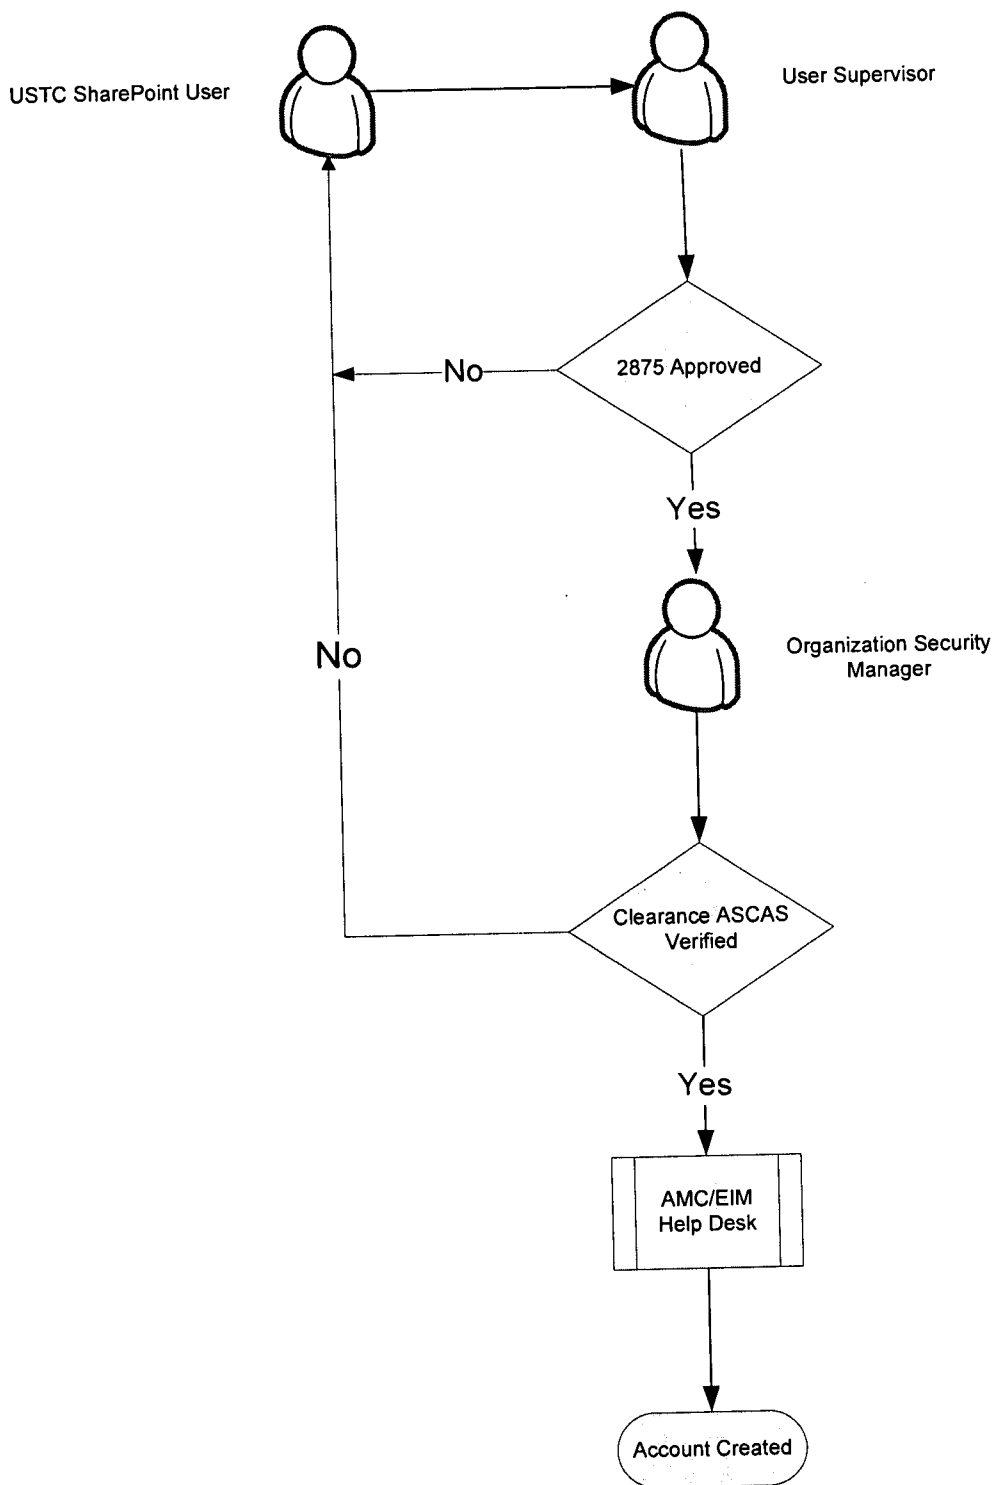 USTC SharePoint User
User Supervisor
2875 Approved
No
Yes
Organization Security
Manager
No
Clearance ASCAS
Verified
Yes
AMC/EIM
Help Desk
Account Created